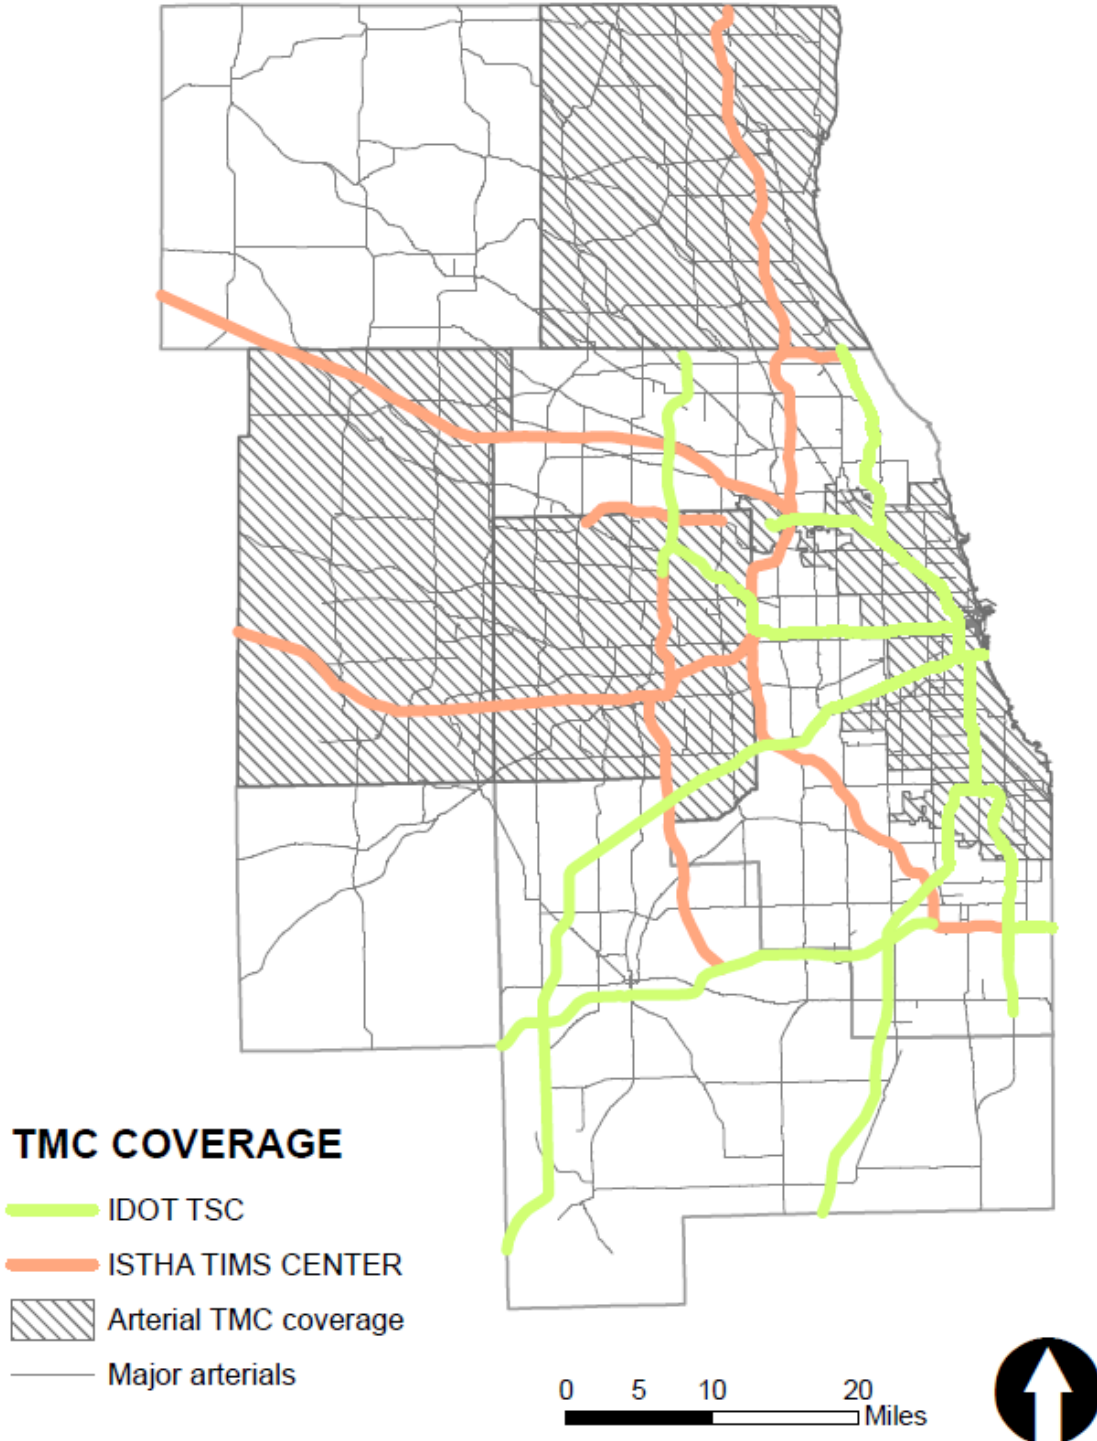 TMC COVERAGE
IDOT TSC
ISTHA TIMS CENTER
Arterial TMC coverage
Major arterials
0 5 10 20
Miles